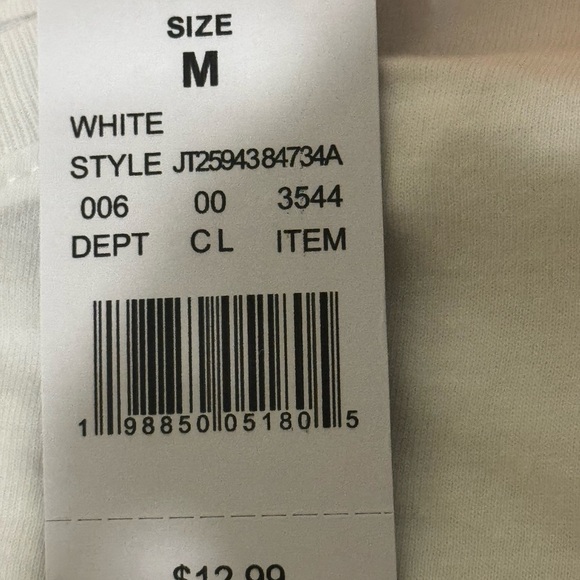 SIZE
M
WHITE
STYLE JT2594384734A
006 00 3544
DEPT CL ITEM
1 98850 05180 5
$12.99